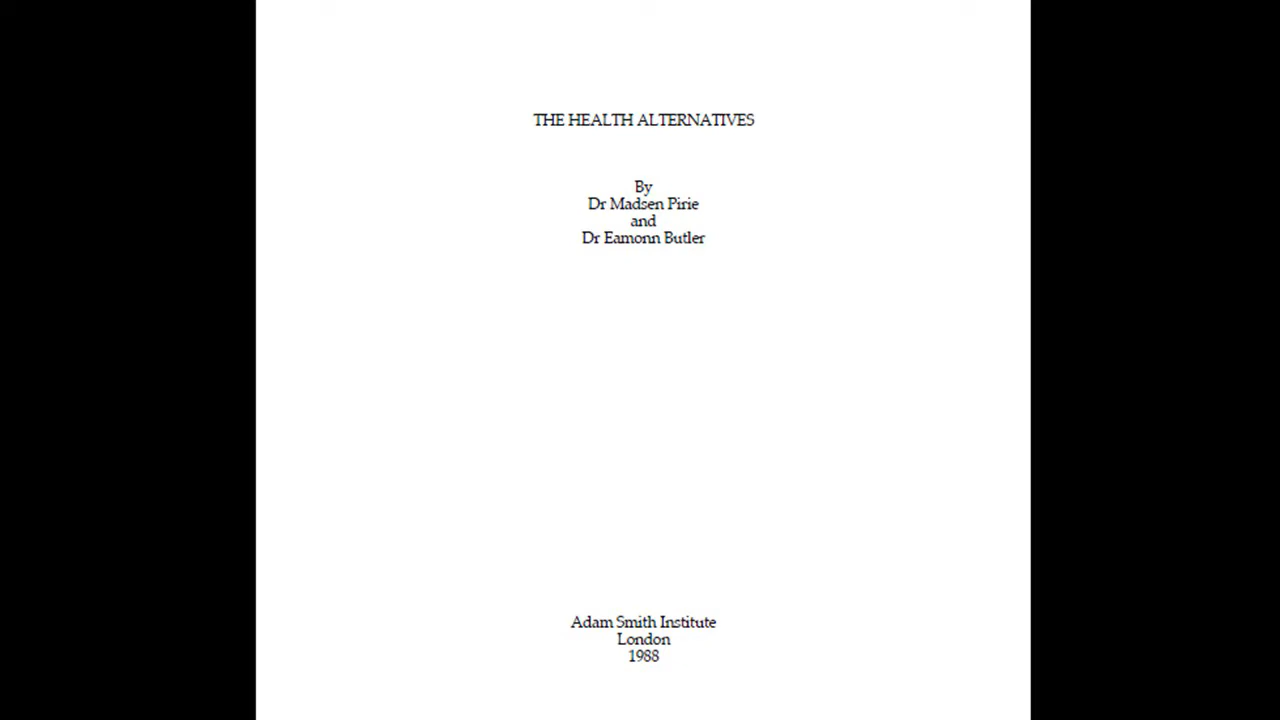 THE HEALTH ALTERNATIVES
By
Dr Madsen Pirie
and
Dr Eamonn Butler
Adam Smith Institute
London
1988